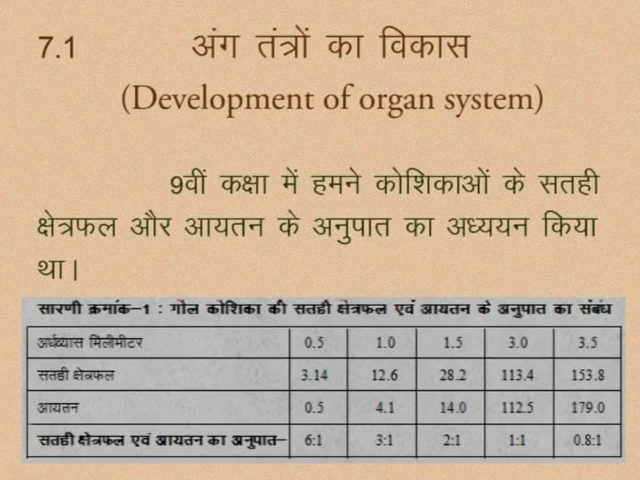 7.1 अंग तंत्रों का विकास
(Development of organ system)
9वीं कक्षा में हमने कोशिकाओं के सतही
क्षेत्रफल और आयतन के अनुपात का अध्ययन किया
था।
सारणी क्रमांक–1 : गोल कोशिका की सतही क्षेत्रफल एवं आयतन के अनुपात का संबंध
अर्धव्यास मिलीमीटर 0.5 1.0 1.5 3.0 3.5
सतही क्षेत्रफल 3.14 12.6 28.2 113.4 153.8
आयतन 0.5 4.1 14.0 112.5 179.0
सतही क्षेत्रफल एवं आयतन का अनुपात– 6:1 3:1 2:1 1:1 0.8:1